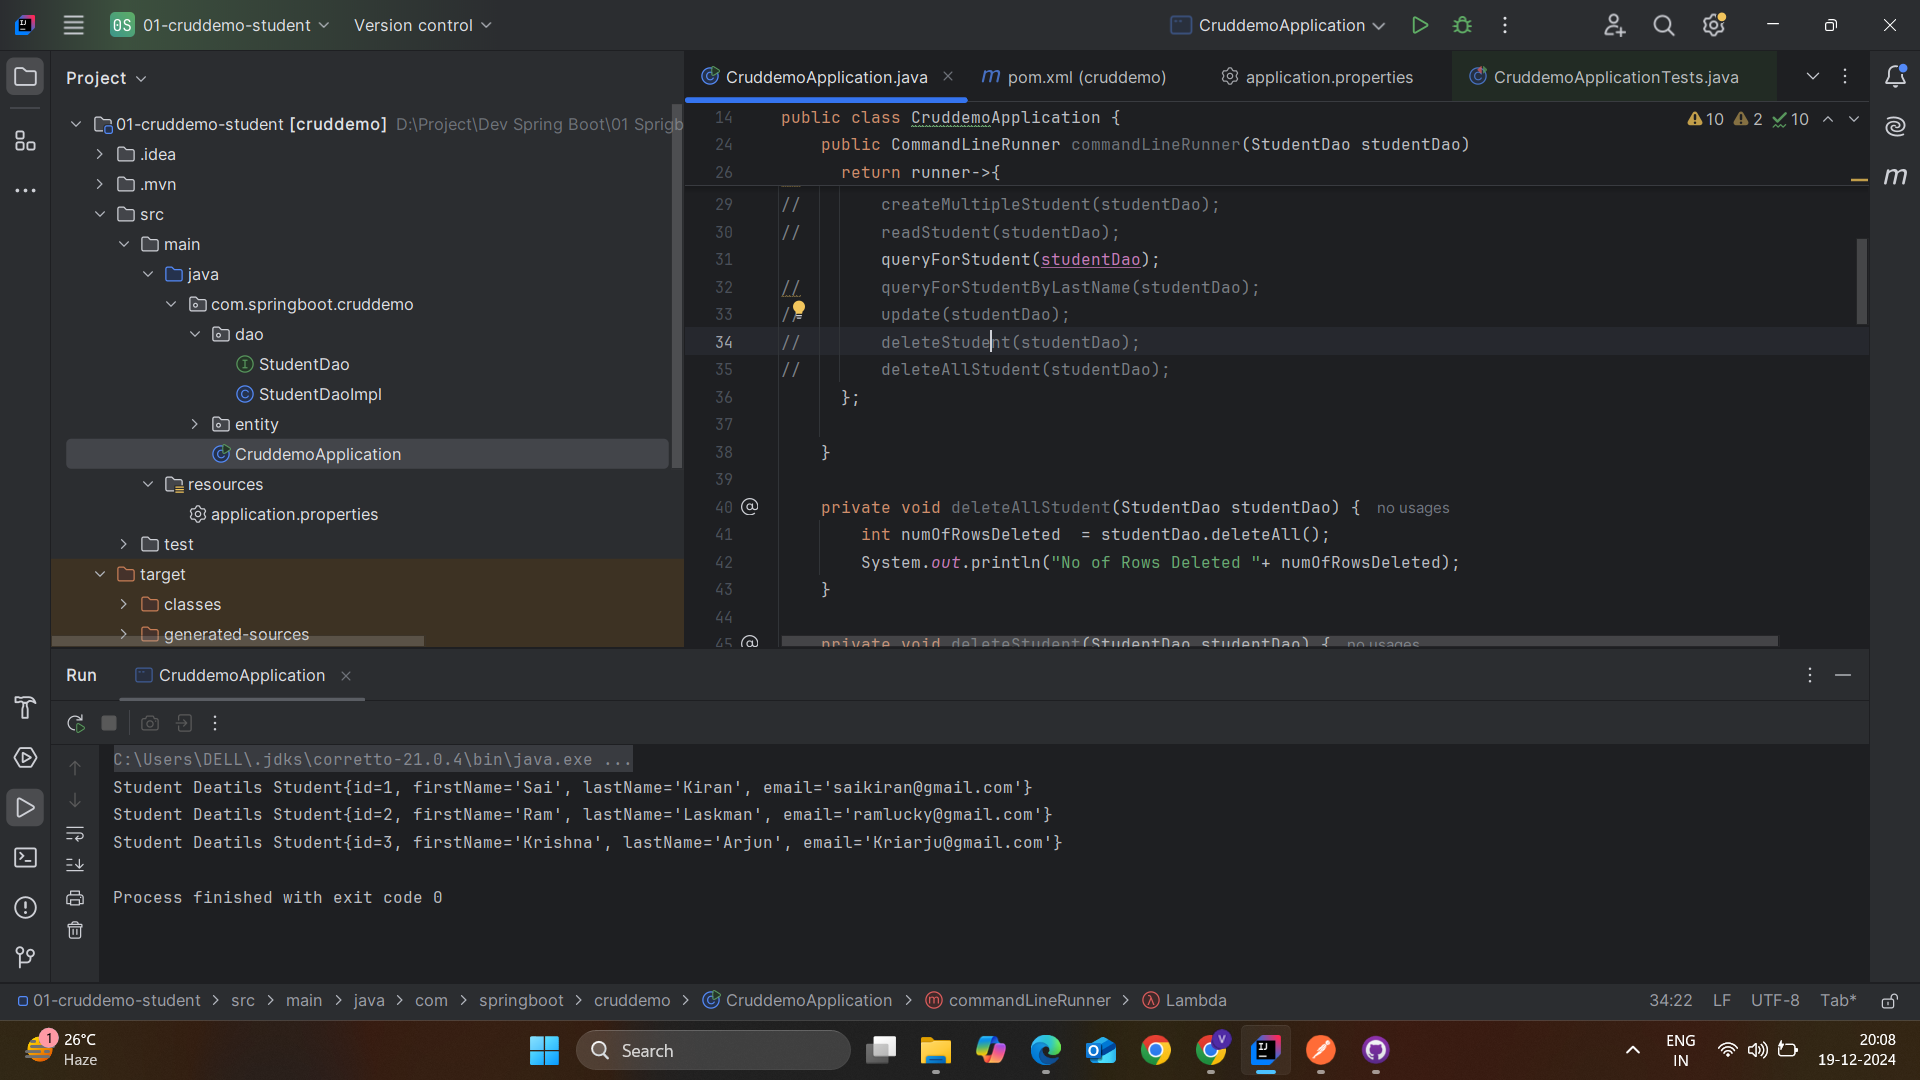 0S 01-cruddemo-student Version control CruddemoApplication
Project
01-cruddemo-student [cruddemo] D:\Project\Dev Spring Boot\01 Sprigb
.idea
.mvn
src
main
java
com.springboot.cruddemo
dao
StudentDao
StudentDaoImpl
entity
CruddemoApplication
resources
application.properties
test
target
classes
generated-sources
CruddemoApplication.java pom.xml (cruddemo) application.properties CruddemoApplicationTests.java
10 2 10
14 public class CruddemoApplication {
24 public CommandLineRunner commandLineRunner(StudentDao studentDao)
26 return runner->{
29 // createMultipleStudent(studentDao);
30 // readStudent(studentDao);
31 queryForStudent(studentDao);
32 // queryForStudentByLastName(studentDao);
33 // update(studentDao);
34 // deleteStudent(studentDao);
35 // deleteAllStudent(studentDao);
36 };
37
38 }
39
40 private void deleteAllStudent(StudentDao studentDao) { no usages
41 int numOfRowsDeleted = studentDao.deleteAll();
42 System.out.println("No of Rows Deleted "+ numOfRowsDeleted);
43 }
44
45 private void deleteStudent(StudentDao studentDao) { no usages
Run CruddemoApplication
C:\Users\DELL\.jdks\corretto-21.0.4\bin\java.exe ...
Student Deatils Student{id=1, firstName='Sai', lastName='Kiran', email='saikiran@gmail.com'}
Student Deatils Student{id=2, firstName='Ram', lastName='Laskman', email='ramlucky@gmail.com'}
Student Deatils Student{id=3, firstName='Krishna', lastName='Arjun', email='Kriarju@gmail.com'}
Process finished with exit code 0
01-cruddemo-student > src > main > java > com > springboot > cruddemo > CruddemoApplication > commandLineRunner > Lambda 34:22 LF UTF-8 Tab*
1 26°C
Haze
Search
ENG
IN
20:08
19-12-2024